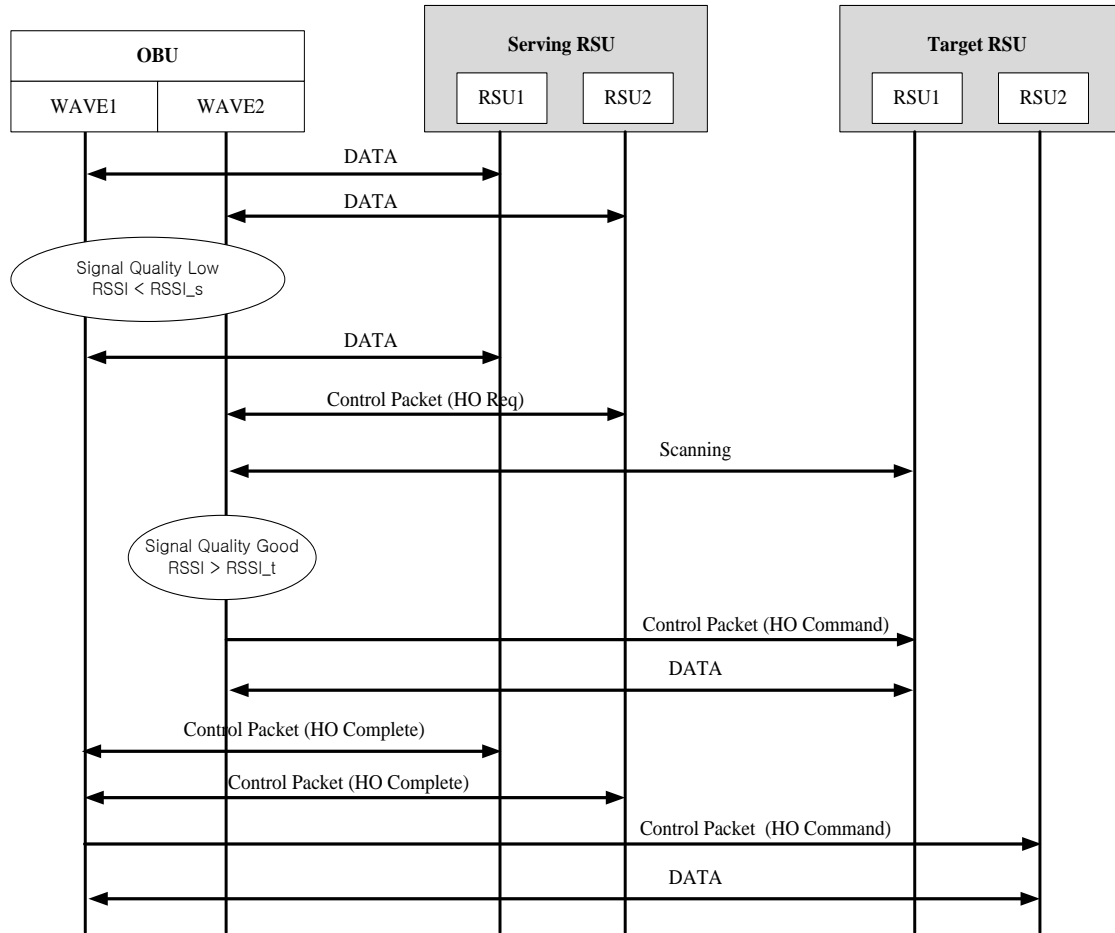 OBU
WAVE1
WAVE2
Serving RSU
RSU1
RSU2
Target RSU
RSU1
RSU2
DATA
DATA
Signal Quality Low
RSSI < RSSI_s
DATA
Control Packet (HO Req)
Scanning
Signal Quality Good
RSSI > RSSI_t
Control Packet (HO Command)
DATA
Control Packet (HO Complete)
Control Packet (HO Complete)
Control Packet (HO Command)
DATA